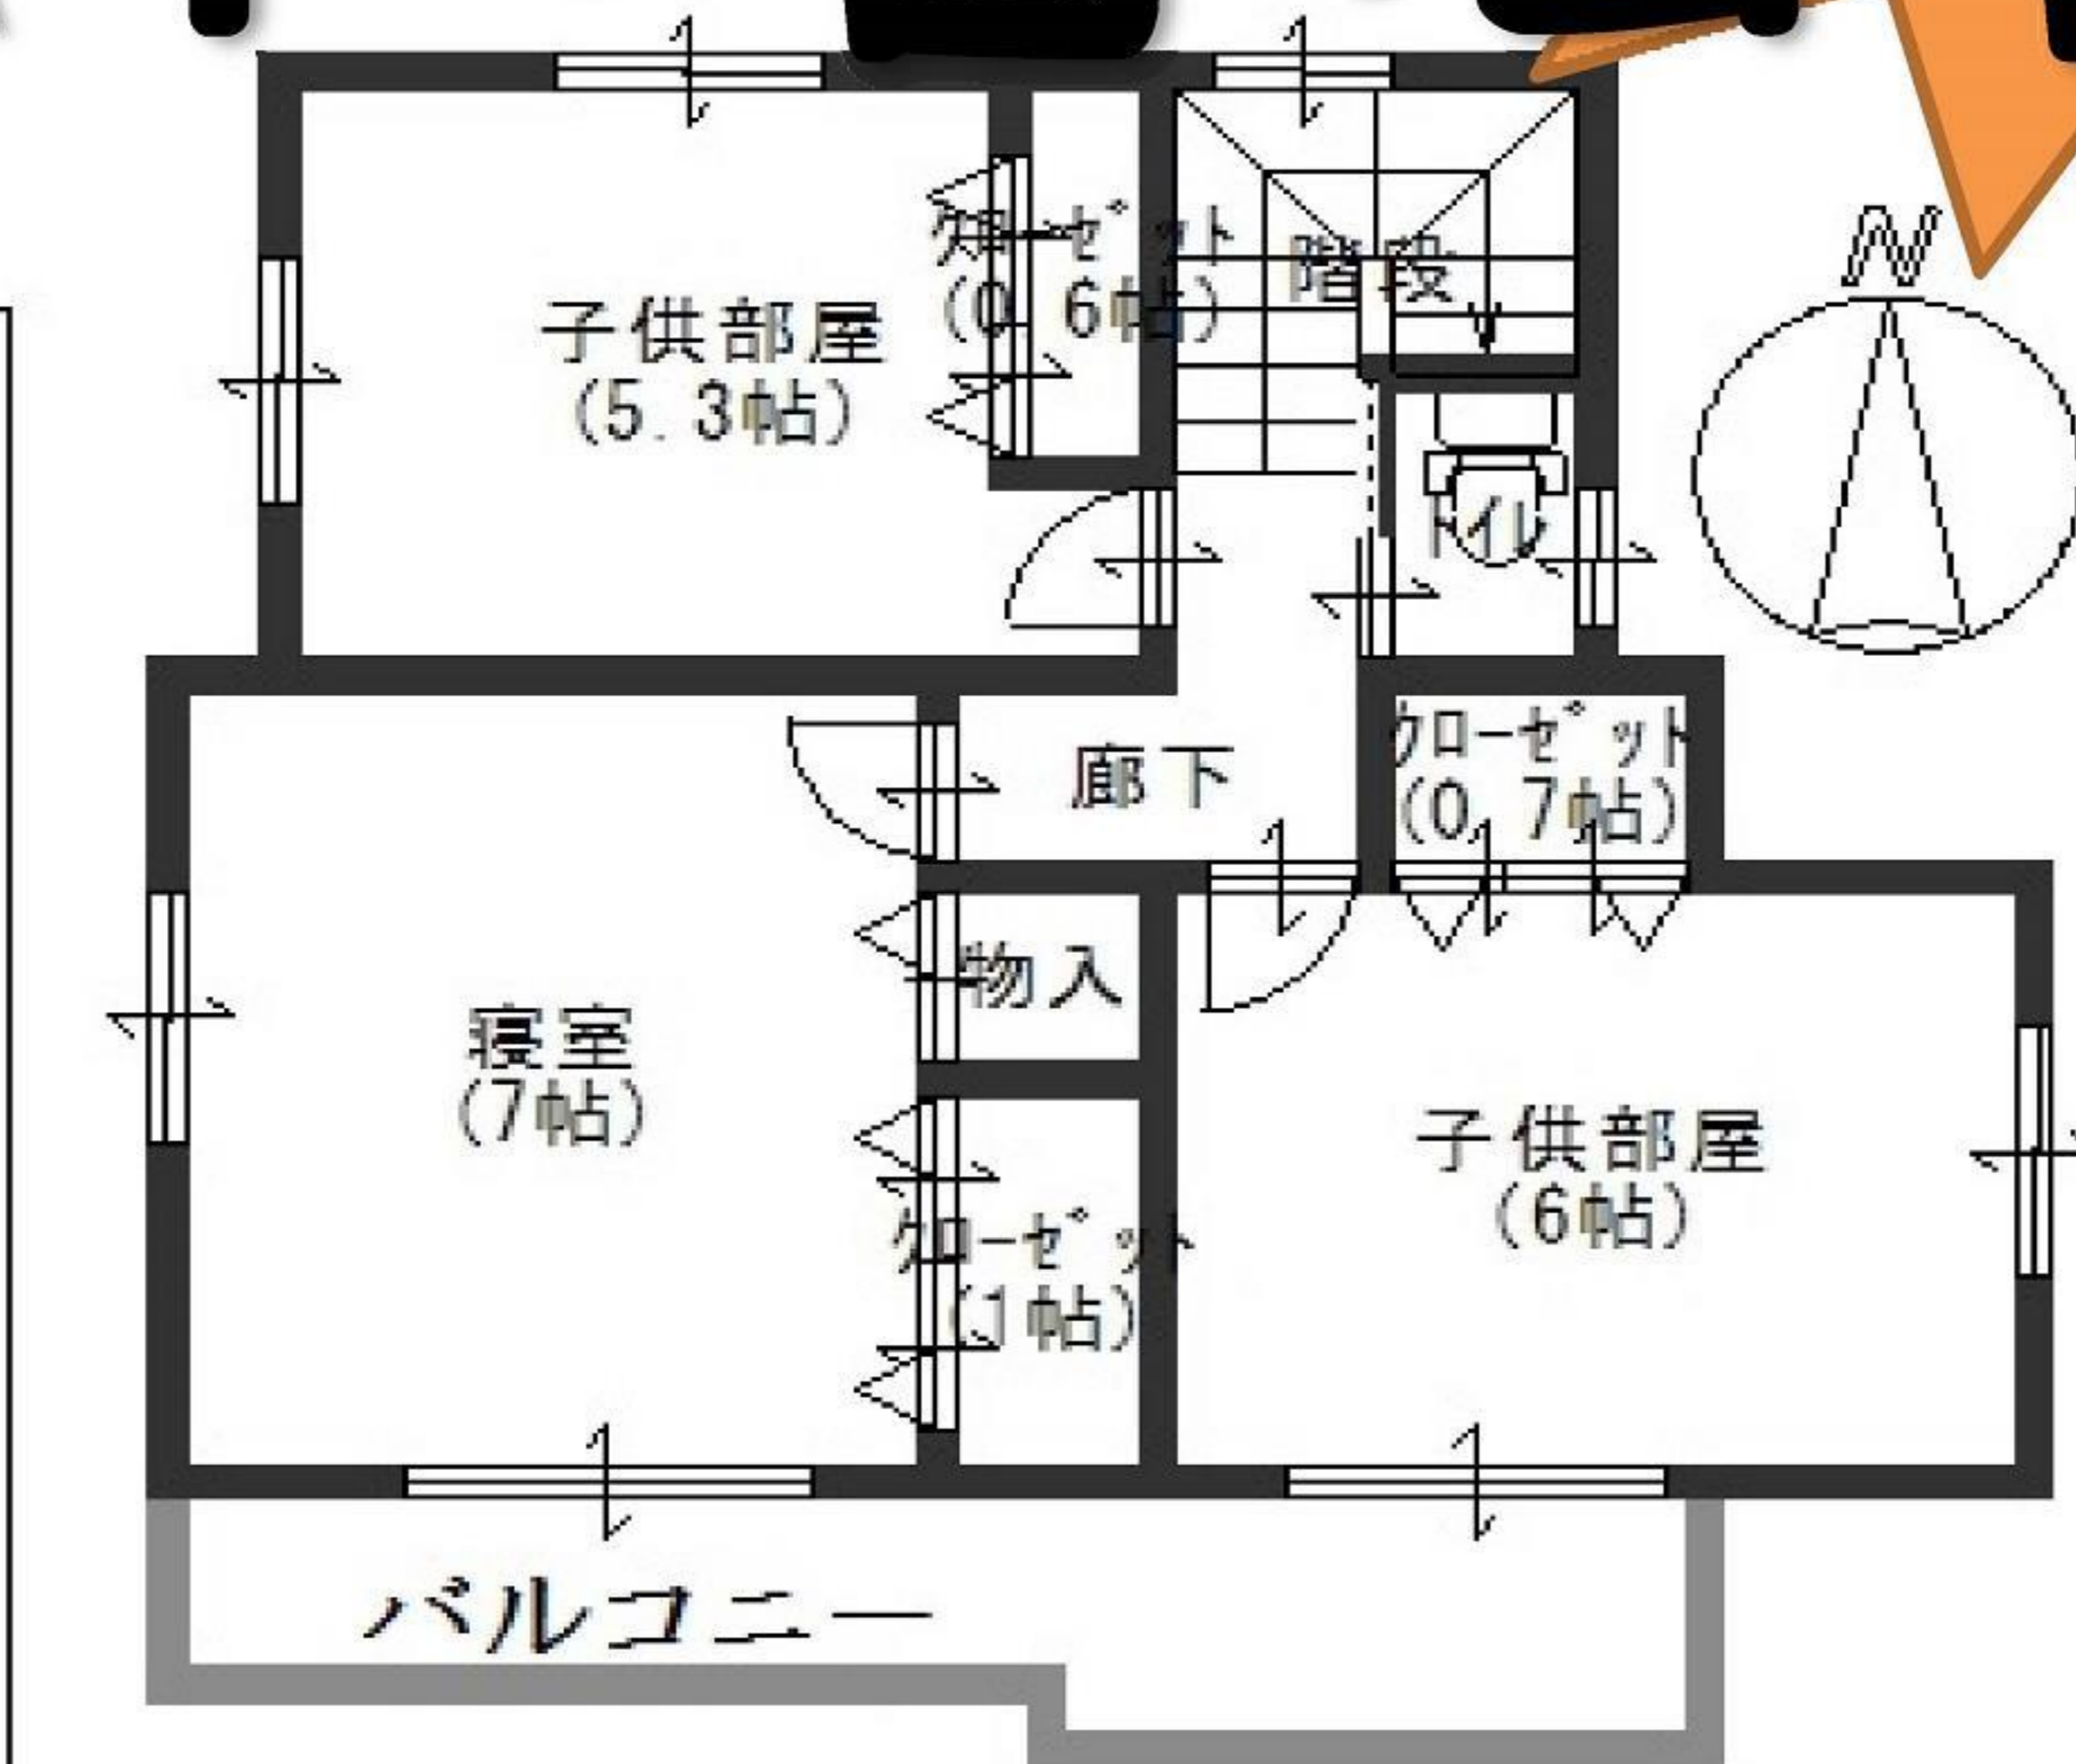 子供部屋
(5.3帖)
ｸﾛｰｾﾞｯﾄ
(0.6帖)
階段
N
ﾄｲﾚ
廊下
ｸﾛｰｾﾞｯﾄ
(0.7帖)
物入
寝室
(7帖)
ｸﾛｰｾﾞｯﾄ
(1帖)
子供部屋
(6帖)
バルコニー